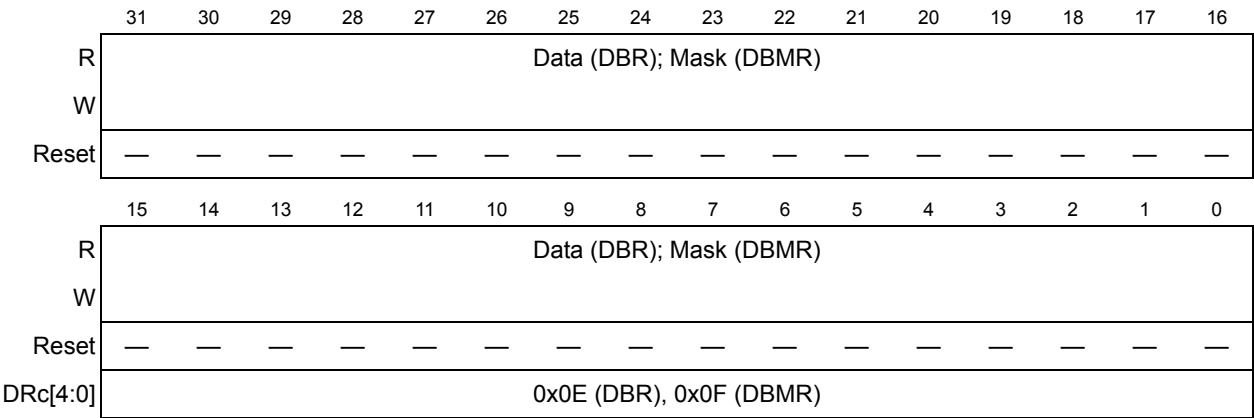 31 30 29 28 27 26 25 24 23 22 21 20 19 18 17 16
R Data (DBR); Mask (DBMR)
W
Reset — — — — — — — — — — — — — — — —
15 14 13 12 11 10 9 8 7 6 5 4 3 2 1 0
R Data (DBR); Mask (DBMR)
W
Reset — — — — — — — — — — — — — — — —
DRc[4:0] 0x0E (DBR), 0x0F (DBMR)